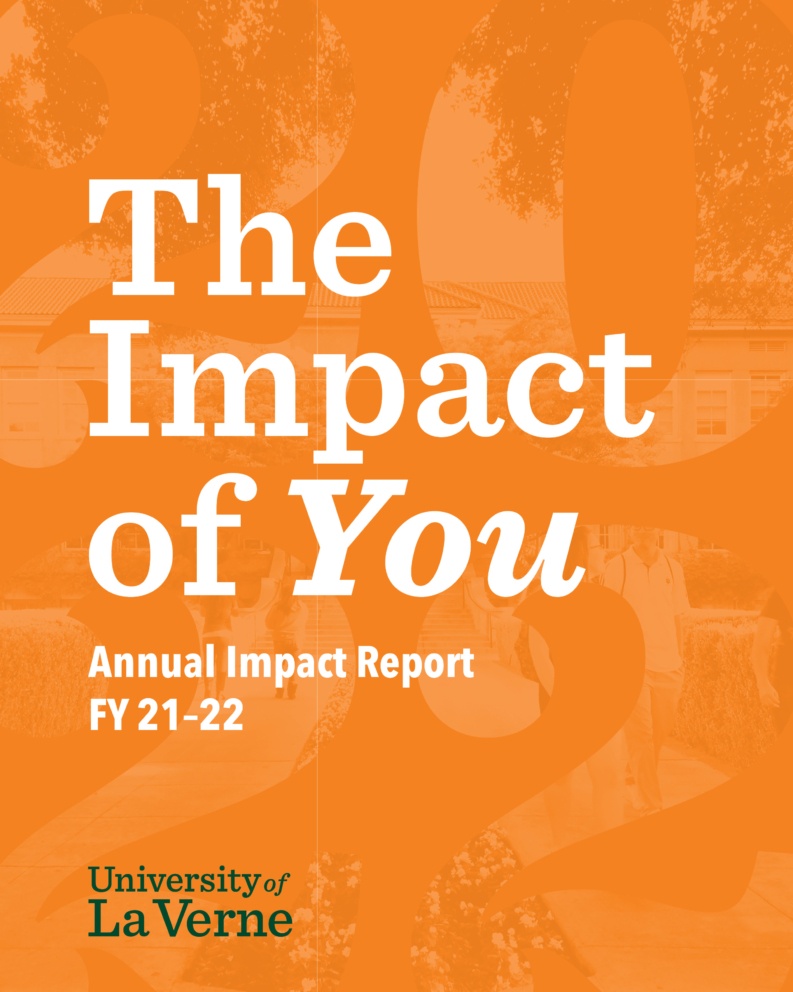 The
Impact
of You
Annual Impact Report
FY 21–22
University of
La Verne